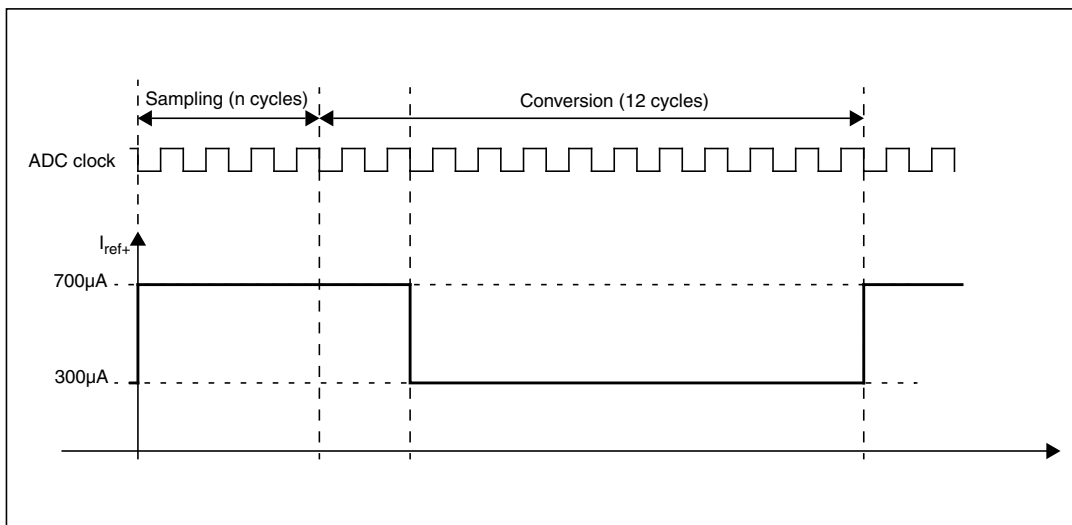 Sampling (n cycles)
Conversion (12 cycles)
ADC clock
Iref+
700µA
300µA